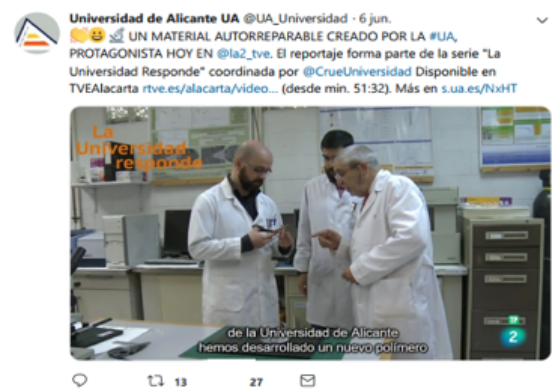 Universidad de Alicante UA @UA_Universidad · 6 jun.
UN MATERIAL AUTORREPARABLE CREADO POR LA #UA,
PROTAGONISTA HOY EN @la2_tve. El reportaje forma parte de la serie "La
Universidad Responde" coordinada por @CrueUniversidad Disponible en
TVEAlacarta rtve.es/alacarta/video... (desde min. 51:32). Más en s.ua.es/NxHT
La
Universidad
responde
de la Universidad de Alicante
hemos desarrollado un nuevo polímero
2
13 27